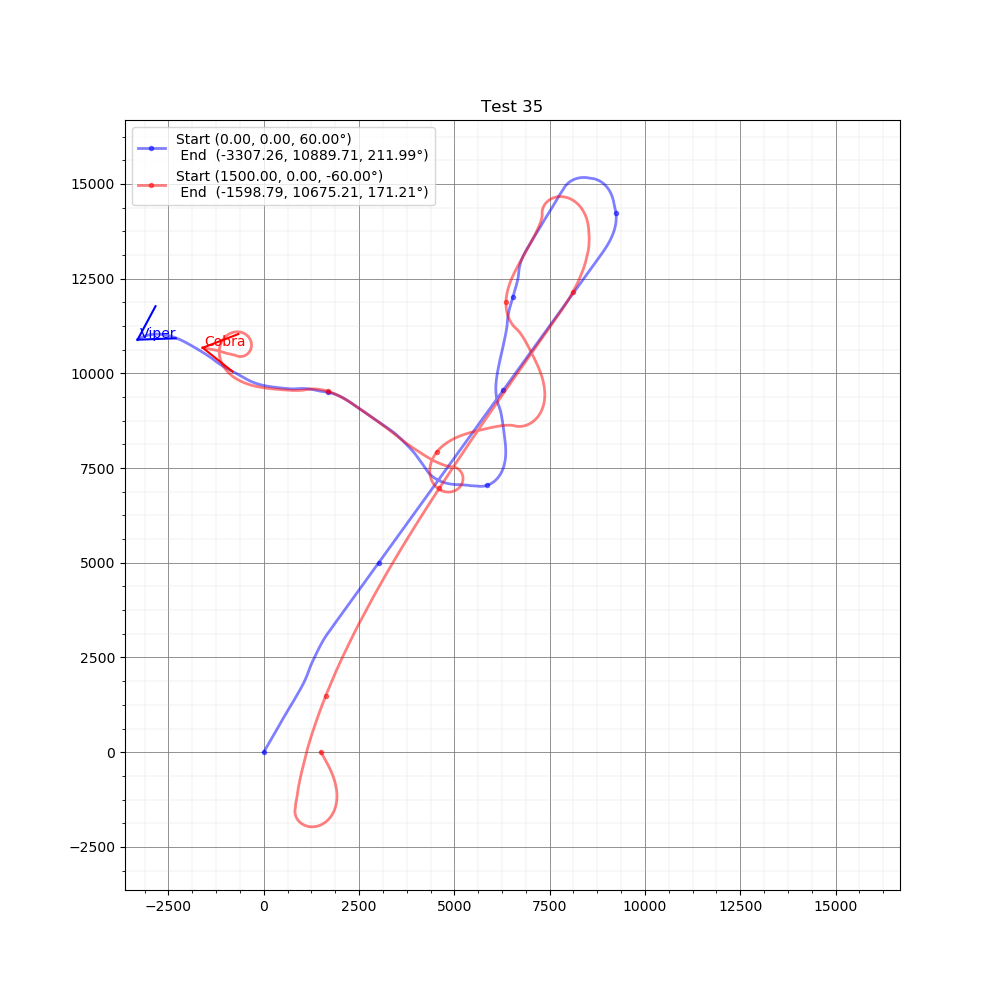 Test 35
Start (0.00, 0.00, 60.00°)
End (-3307.26, 10889.71, 211.99°)
Start (1500.00, 0.00, -60.00°)
End (-1598.79, 10675.21, 171.21°)
15000
12500
Viper
Cobra
10000
7500
5000
2500
0
−2500
−2500 0 2500 5000 7500 10000 12500 15000